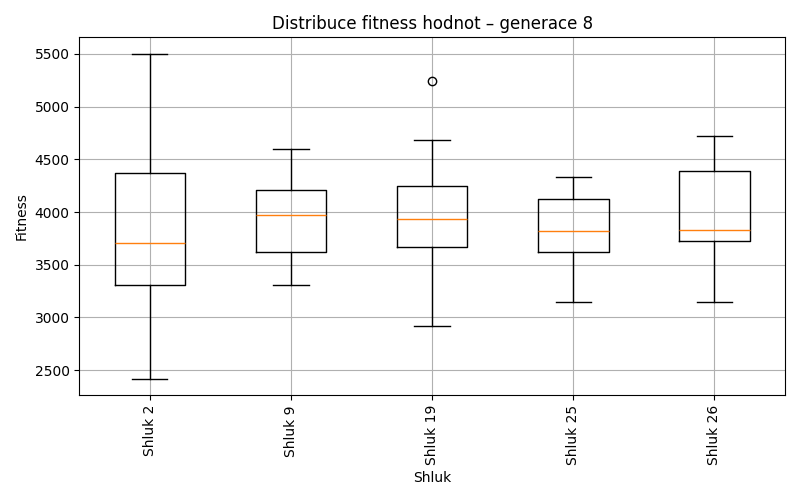 Distribuce fitness hodnot – generace 8
Fitness
5500
5000
4500
4000
3500
3000
2500
Shluk 2
Shluk 9
Shluk 19
Shluk 25
Shluk 26
Shluk